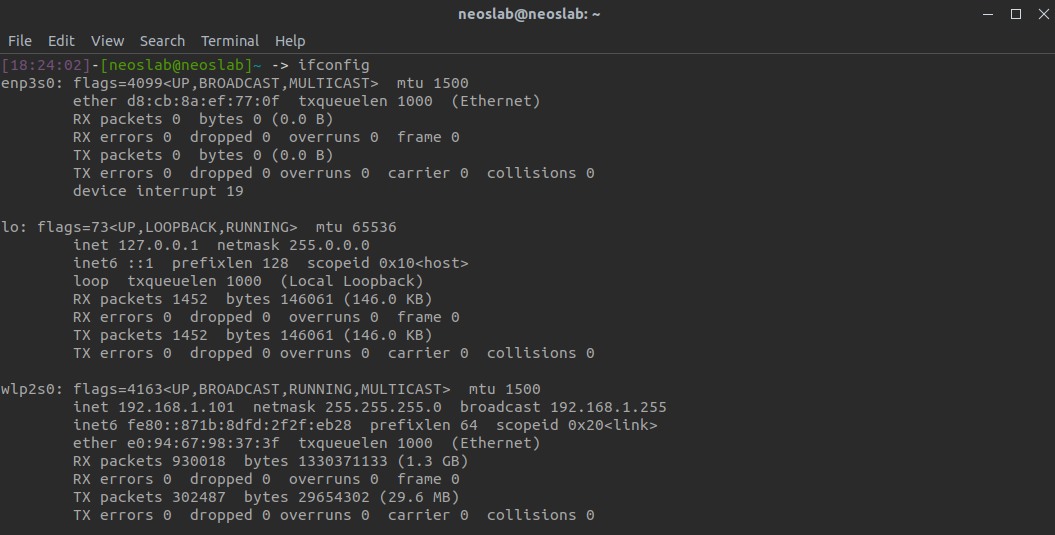 neoslab@neoslab: ~
File Edit View Search Terminal Help
[18:24:02]-[neoslab@neoslab]~ -> ifconfig
enp3s0: flags=4099<UP,BROADCAST,MULTICAST>  mtu 1500
        ether d8:cb:8a:ef:77:0f  txqueuelen 1000  (Ethernet)
        RX packets 0  bytes 0 (0.0 B)
        RX errors 0  dropped 0  overruns 0  frame 0
        TX packets 0  bytes 0 (0.0 B)
        TX errors 0  dropped 0 overruns 0  carrier 0  collisions 0
        device interrupt 19

lo: flags=73<UP,LOOPBACK,RUNNING>  mtu 65536
        inet 127.0.0.1  netmask 255.0.0.0
        inet6 ::1  prefixlen 128  scopeid 0x10<host>
        loop  txqueuelen 1000  (Local Loopback)
        RX packets 1452  bytes 146061 (146.0 KB)
        RX errors 0  dropped 0  overruns 0  frame 0
        TX packets 1452  bytes 146061 (146.0 KB)
        TX errors 0  dropped 0 overruns 0  carrier 0  collisions 0

wlp2s0: flags=4163<UP,BROADCAST,RUNNING,MULTICAST>  mtu 1500
        inet 192.168.1.101  netmask 255.255.255.0  broadcast 192.168.1.255
        inet6 fe80::871b:8dfd:2f2f:eb28  prefixlen 64  scopeid 0x20<link>
        ether e0:94:67:98:37:3f  txqueuelen 1000  (Ethernet)
        RX packets 930018  bytes 1330371133 (1.3 GB)
        RX errors 0  dropped 0  overruns 0  frame 0
        TX packets 302487  bytes 29654302 (29.6 MB)
        TX errors 0  dropped 0 overruns 0  carrier 0  collisions 0